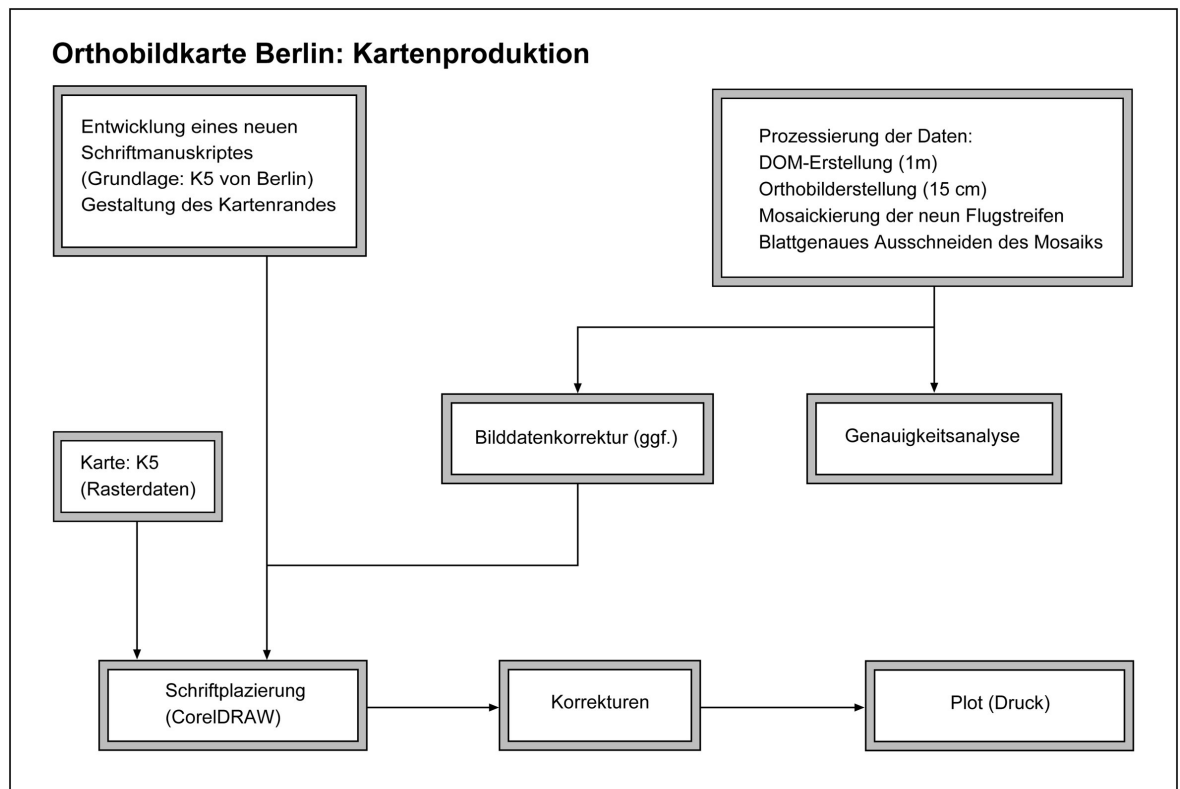 Orthobildkarte Berlin: Kartenproduktion
Entwicklung eines neuen
Schriftmanuskriptes
(Grundlage: K5 von Berlin)
Gestaltung des Kartenrandes
Prozessierung der Daten:
DOM-Erstellung (1m)
Orthobilderstellung (15 cm)
Mosaickierung der neun Flugstreifen
Blattgenaues Ausschneiden des Mosaiks
Bilddatenkorrektur (ggf.)
Genauigkeitsanalyse
Karte: K5
(Rasterdaten)
Schriftplazierung
(CorelDRAW)
Korrekturen
Plot (Druck)